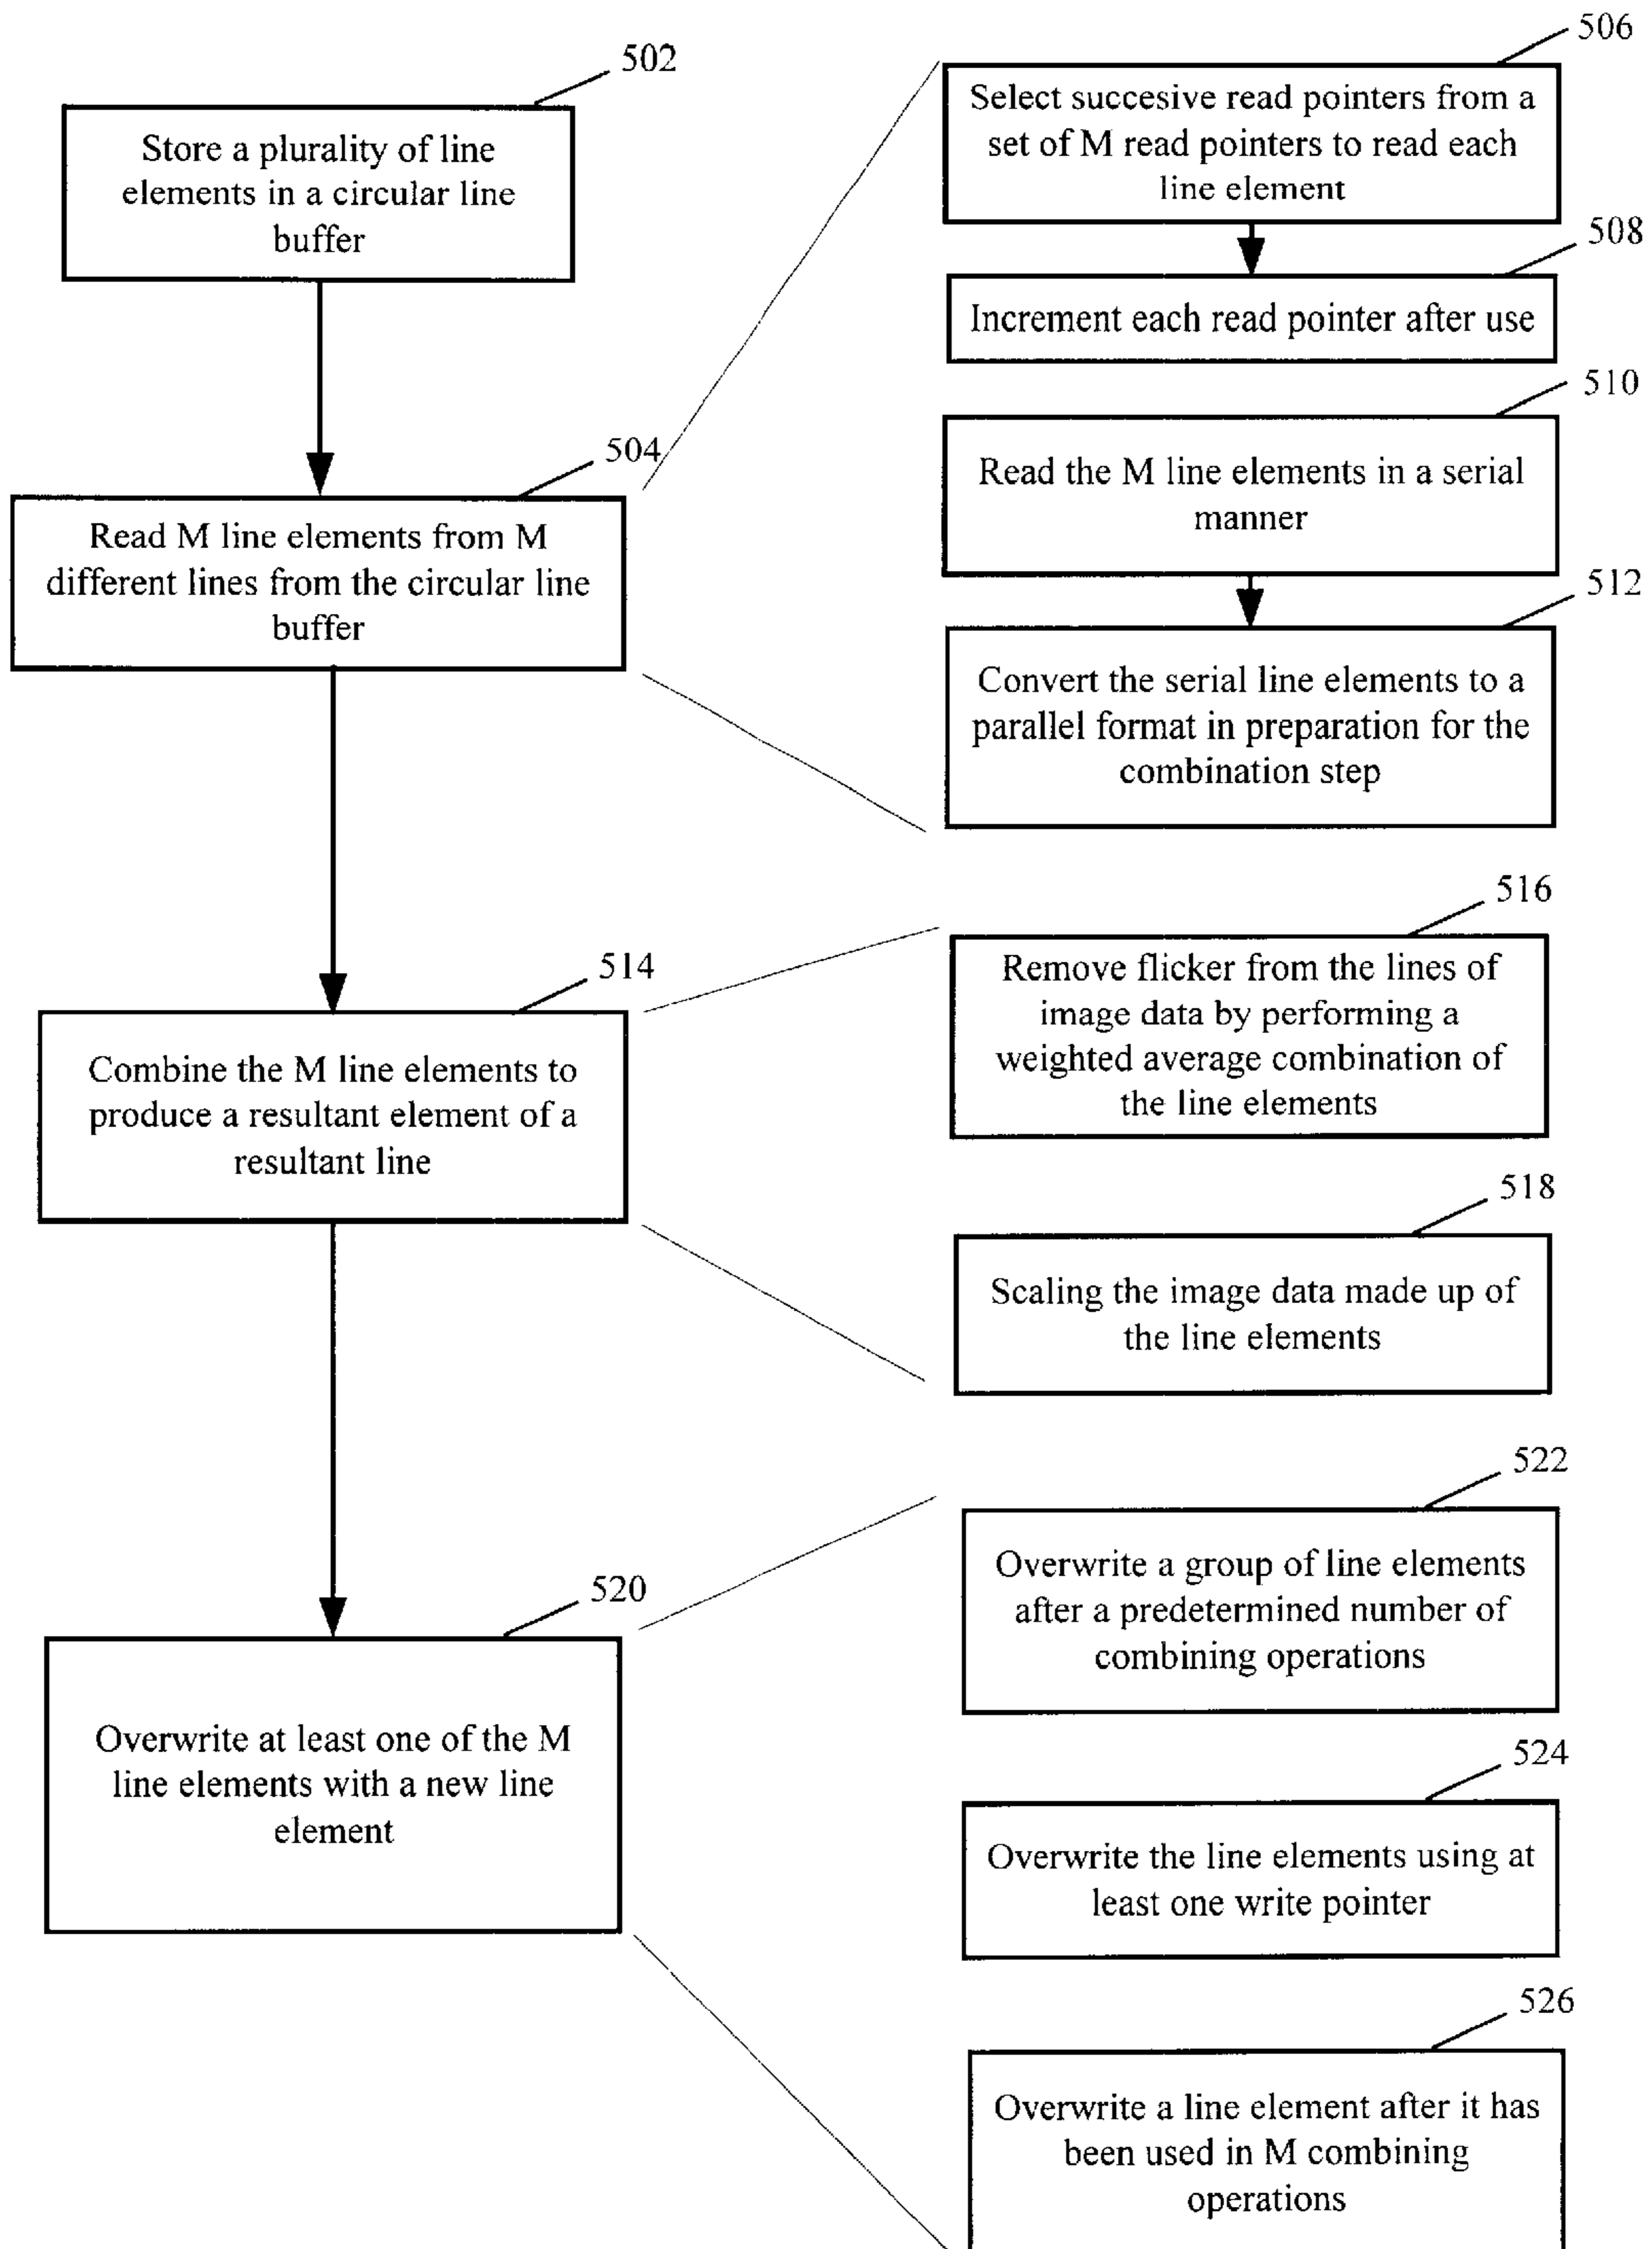 502
Store a plurality of line
elements in a circular line
buffer
504
Read M line elements from M
different lines from the circular line
buffer
506
Select succesive read pointers from a
set of M read pointers to read each
line element
508
Increment each read pointer after use
510
Read the M line elements in a serial
manner
512
Convert the serial line elements to a
parallel format in preparation for the
combination step
514
Combine the M line elements to
produce a resultant element of a
resultant line
516
Remove flicker from the lines of
image data by performing a
weighted average combination of
the line elements
518
Scaling the image data made up of
the line elements
520
Overwrite at least one of the M
line elements with a new line
element
522
Overwrite a group of line elements
after a predetermined number of
combining operations
524
Overwrite the line elements using at
least one write pointer
526
Overwrite a line element after it has
been used in M combining
operations